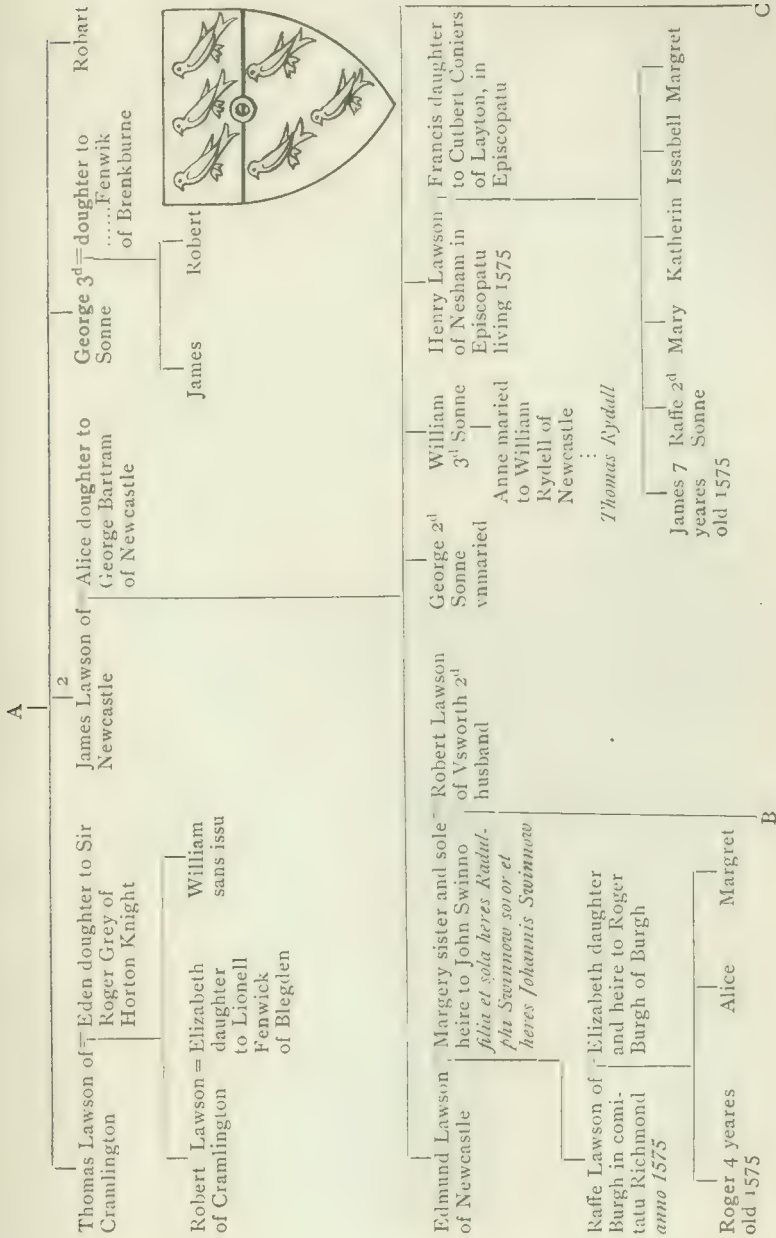 A
Thomas Lawson of = Eden doughter to Sir
Cramlington
Roger Grey of
Horton Knight
2
James Lawson of
Newcastle
Alice doughter to
George Bartram
of Newcastle
George 3d = doughter to
Sonne
......Fenwik
of Brenkburne
Robart
Robert Lawson = Elizabeth
of Cramlington
daughter
to Lionell
Fenwick
of Blegden
William
sans issu
James
Robert
Edmund Lawson
of Newcastle
Margery sister and sole
heire to John Swinno
filia et sola heres Radul-
phi Swinnow soror et
heres Johannis Swinnow
Robert Lawson
of Vsworth 2d
husband
George 2d
Sonne
vnmaried
William
3d Sonne
Anne maried
to William
Rydell of
Newcastle
Thomas Rydall
Henry Lawson
of Nesham in
Episcopatu
living 1575
Francis daughter
to Cutbert Coniers
of Layton, in
Episcopatu
Raffe Lawson of
Burgh in comi-
tatu Richmond
anno 1575
Elizabeth daughter
and heire to Roger
Burgh of Burgh
James 7
yeares
old 1575
Raffe 2d
Sonne
Mary
Katherin
Issabell
Margret
Roger 4 yeares
old 1575
Alice
Margret
B
C